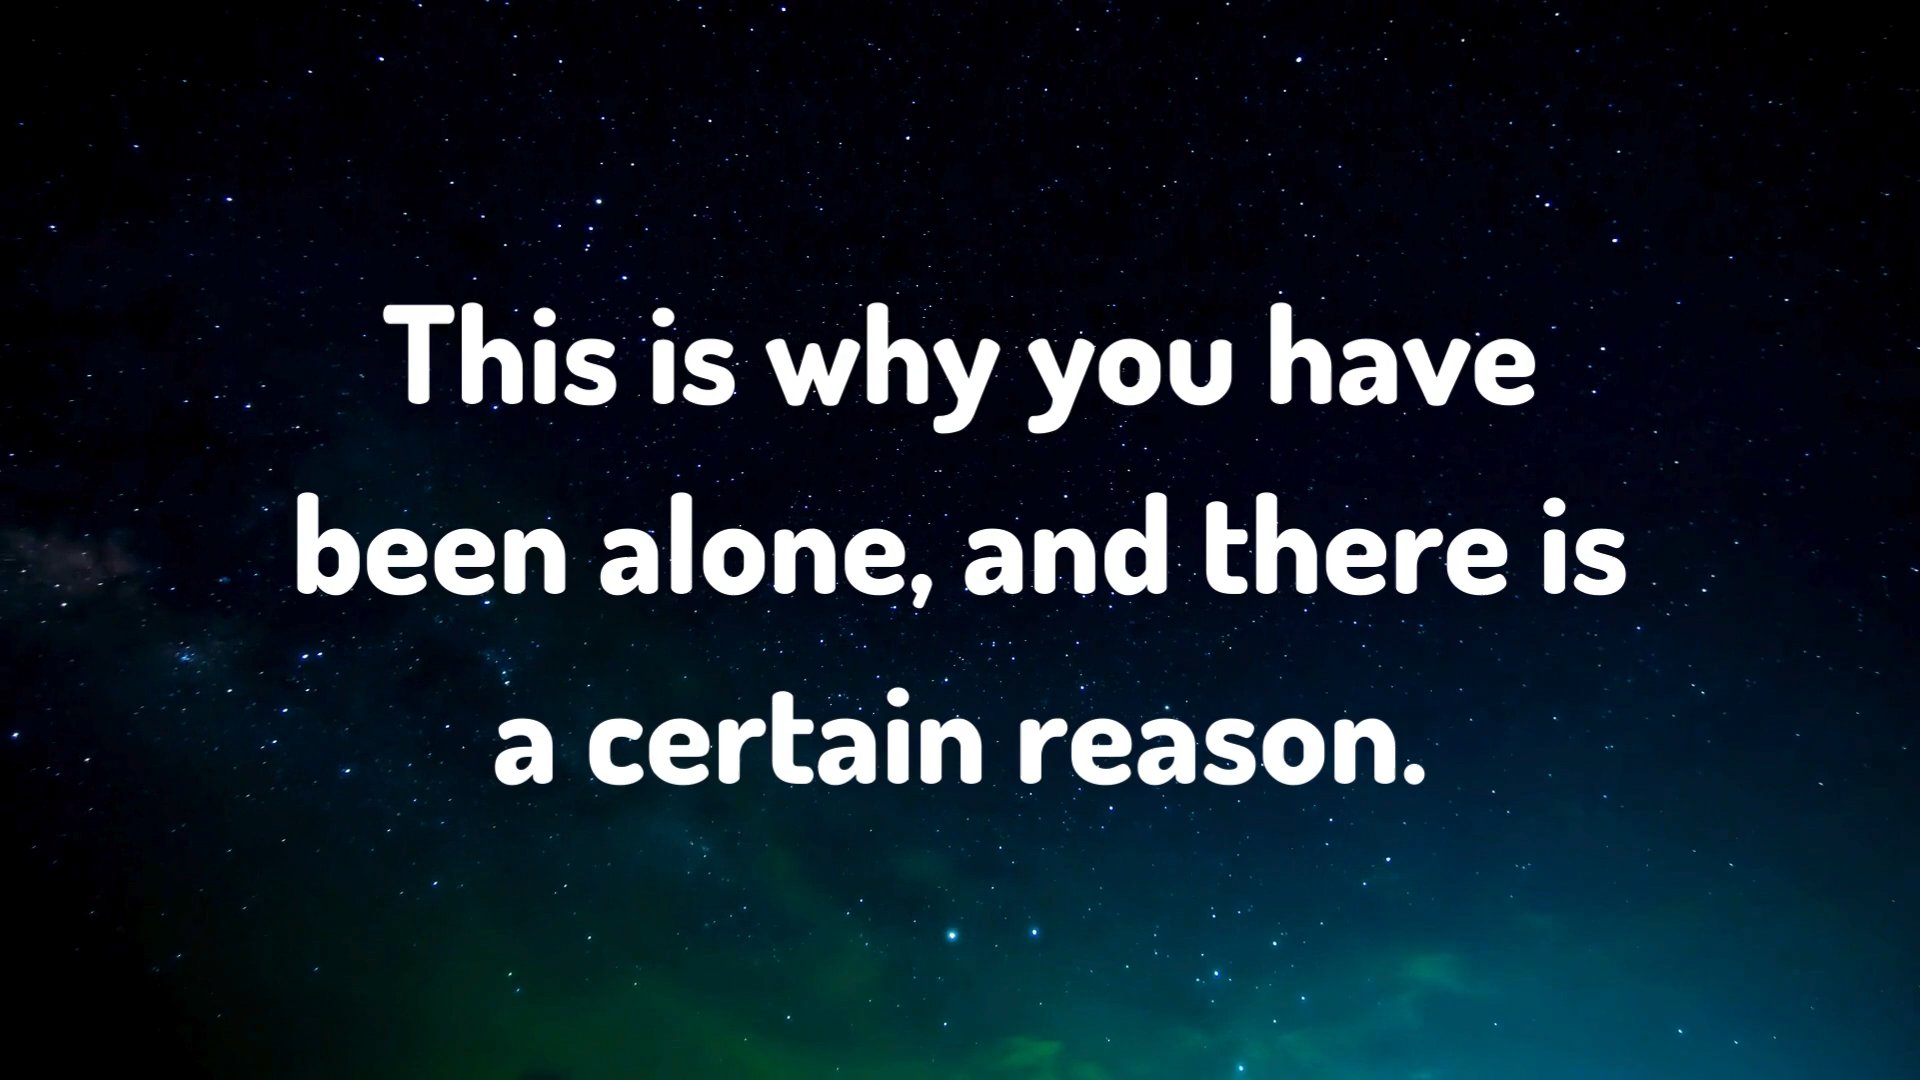 This is why you have
been alone, and there is
a certain reason.